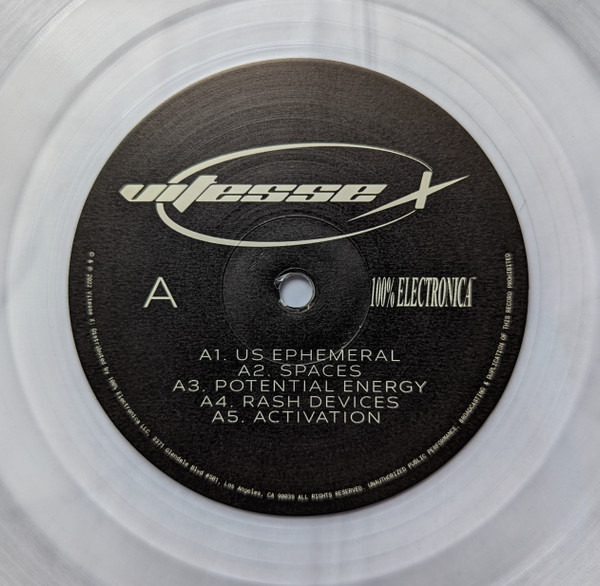 vitesse X
A
100% ELECTRONICA
A1. US EPHEMERAL
A2. SPACES
A3. POTENTIAL ENERGY
A4. RASH DEVICES
A5. ACTIVATION
© & ℗ 2022 Vitesse X; Distributed by 100% Electronica LLC, 2371 Glendale Blvd #501, Los Angeles, CA 90039 ALL RIGHTS RESERVED. UNAUTHORIZED PUBLIC PERFORMANCE, BROADCASTING & DUPLICATION OF THIS RECORD PROHIBITED